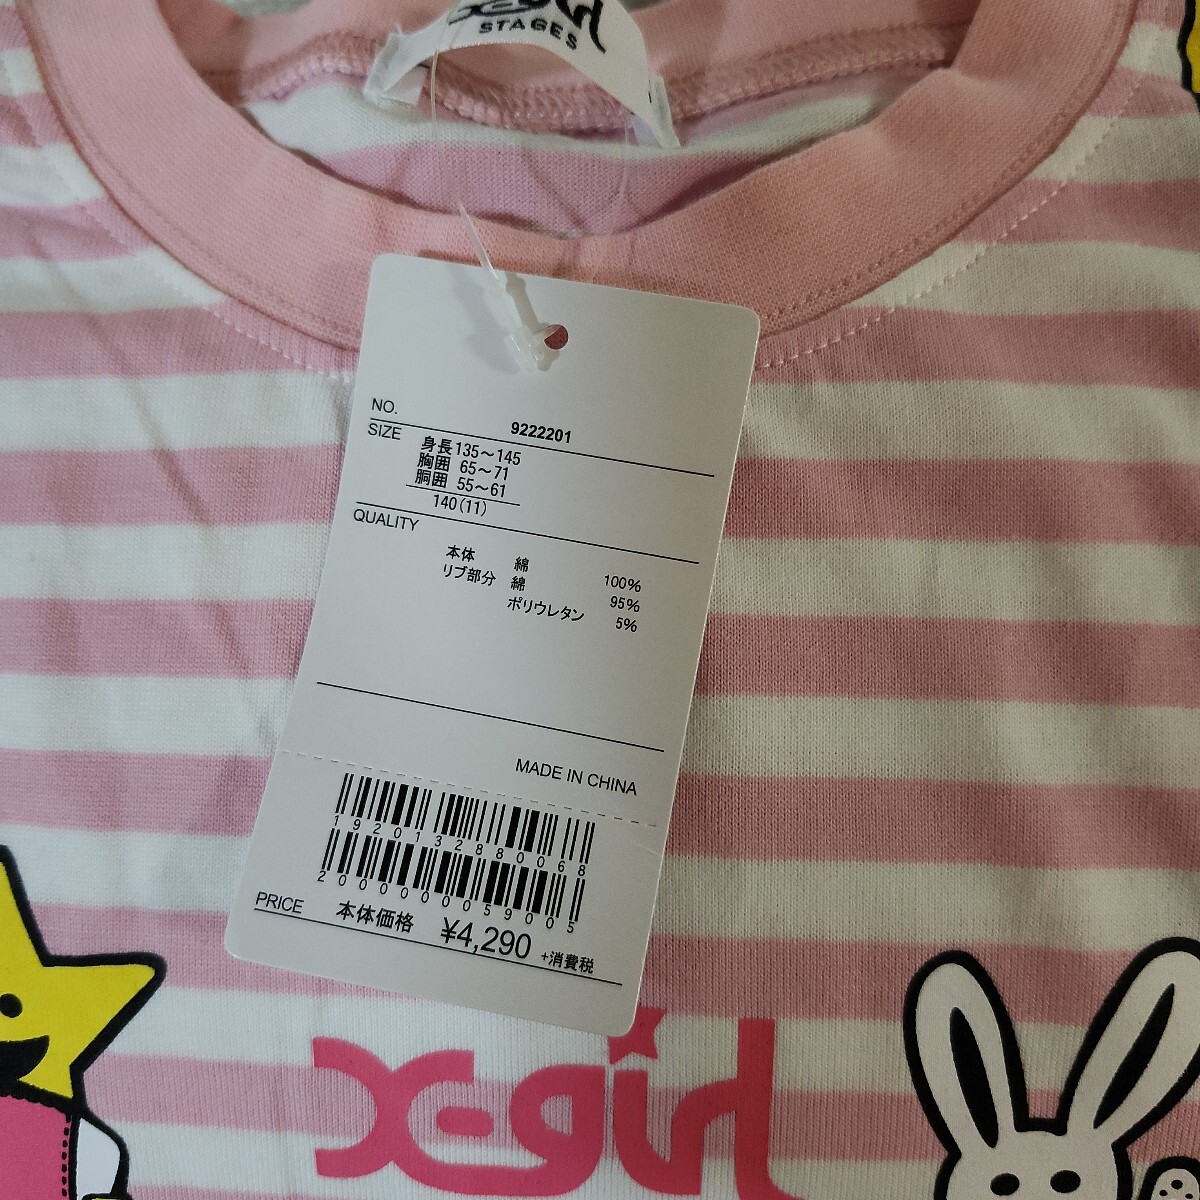 X-girl
STAGES
NO. 9222201
SIZE 身長 135～145
胸囲 65～71
胴囲 55～61
140(11)
QUALITY
本体 綿 100%
リブ部分 綿 95%
ポリウレタン 5%
MADE IN CHINA
1920132880068
2000000059005
PRICE 本体価格 ¥4,290 +消費税
X-girl